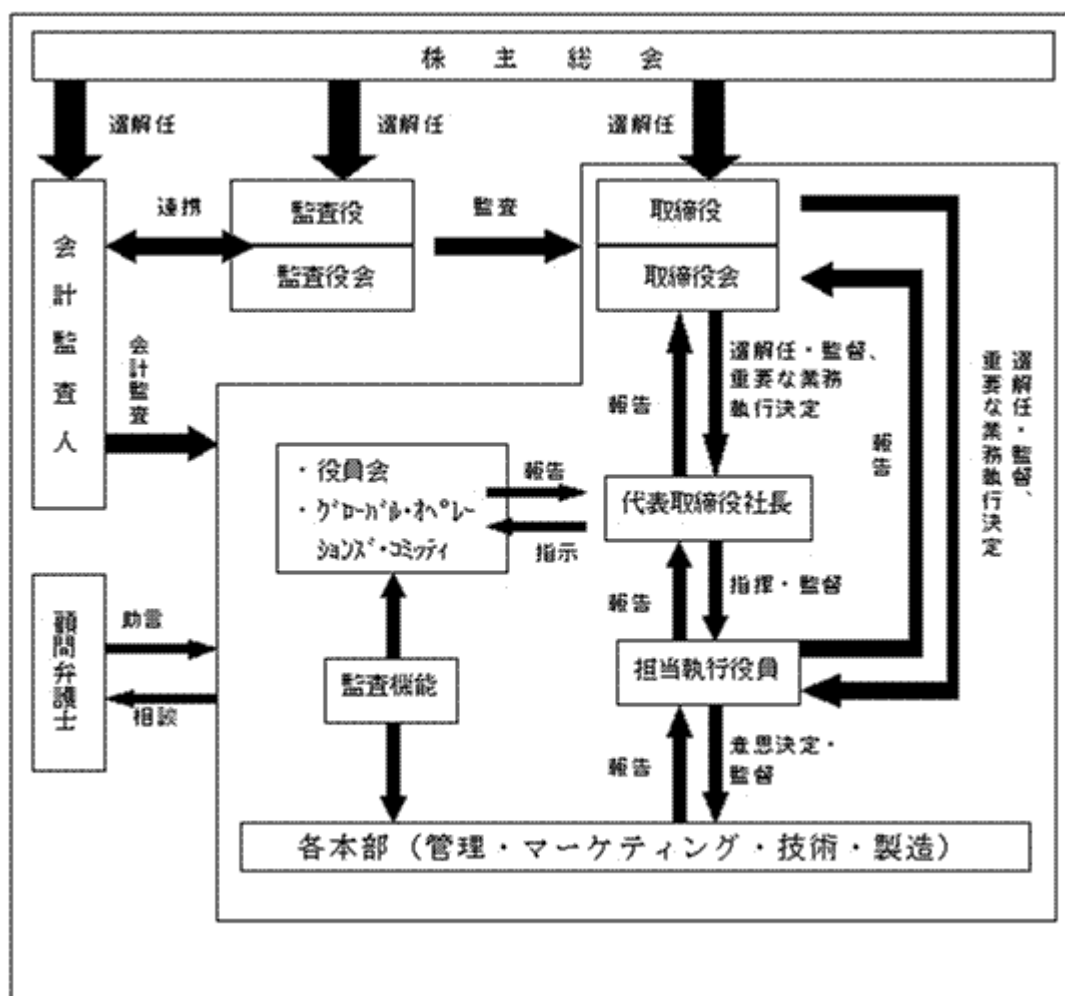 株主総会
選解任
選解任
選解任
会計監査人
連携
監査役
監査役会
監査
取締役
取締役会
会計監査
報告
選解任・監督、
重要な業務
執行決定
報告
選解任・監督、
重要な業務執行決定
・役員会
・グローバル・オペレー
ションズ・コミッティ
報告
指示
代表取締役社長
報告
指揮・監督
顧問弁護士
助言
相談
監査機能
担当執行役員
報告
意思決定・
監督
各本部（管理・マーケティング・技術・製造）